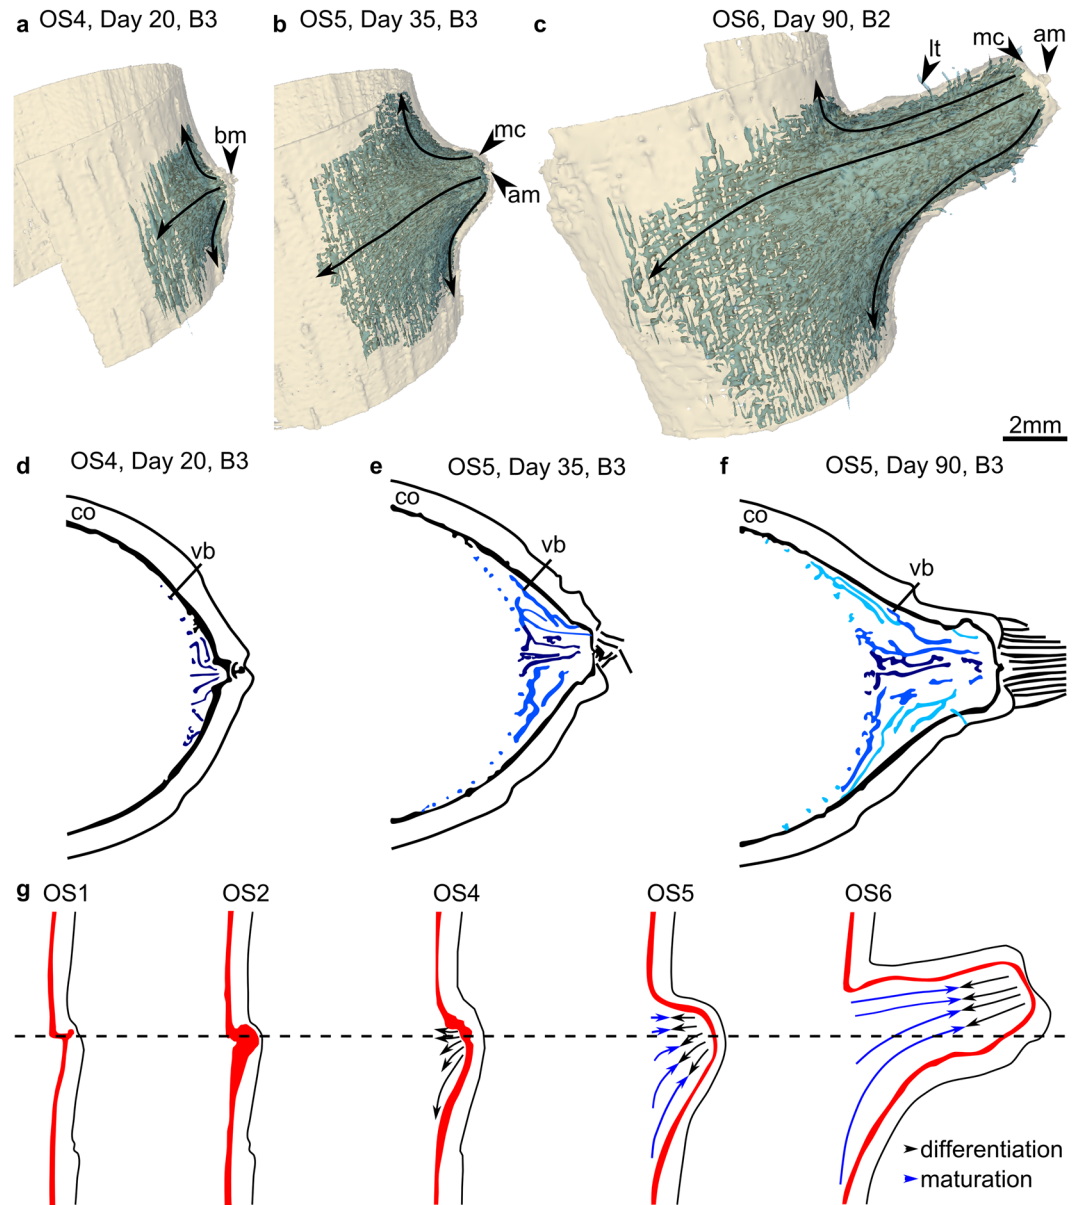 a OS4, Day 20, B3
b OS5, Day 35, B3
c OS6, Day 90, B2
bm
mc
am
lt
mc
am
2mm
d OS4, Day 20, B3
e OS5, Day 35, B3
f OS5, Day 90, B3
co
vb
co
vb
co
vb
g OS1 OS2 OS4 OS5 OS6
differentiation
maturation